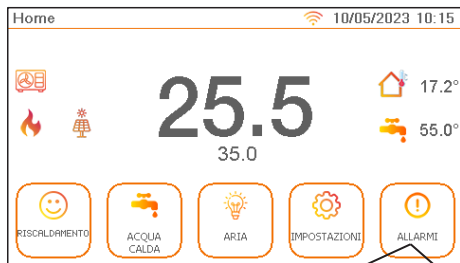 Home 10/05/2023 10:15
25.5
17.2°
55.0°
35.0
RISCALDAMENTO
ACQUA
CALDA
ARIA
IMPOSTAZIONI
ALLARMI